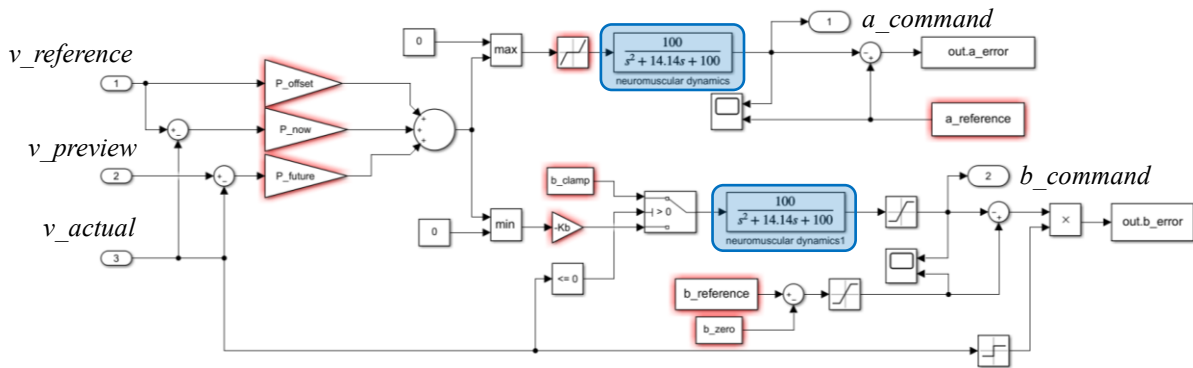 v_reference
1
P_offset
P_now
v_preview
2
P_future
v_actual
3
+
-
+
-
+
+
+
0
max
100
s² + 14.14s + 100
neuromuscular dynamics
1
a_command
-
+
out.a_error
a_reference
0
min
-Kb
b_clamp
> 0
<= 0
100
s² + 14.14s + 100
neuromuscular dynamics1
2
b_command
+
-
×
out.b_error
b_reference
+
-
b_zero